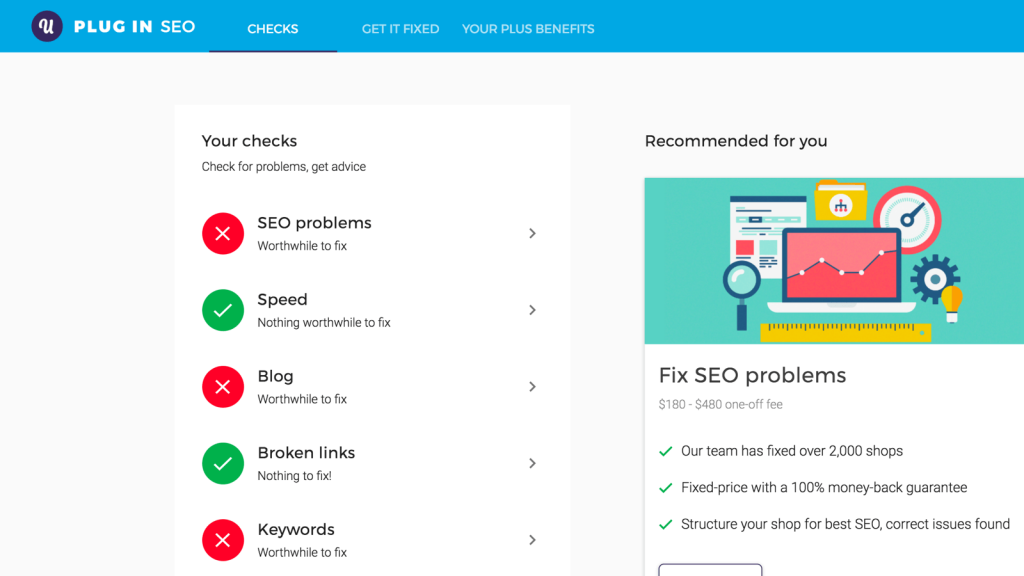 PLUG IN SEO
CHECKS
GET IT FIXED
YOUR PLUS BENEFITS
Your checks
Check for problems, get advice
SEO problems
Worthwhile to fix
Speed
Nothing worthwhile to fix
Blog
Worthwhile to fix
Broken links
Nothing to fix!
Keywords
Worthwhile to fix
Recommended for you
Fix SEO problems
$180 - $480 one-off fee
Our team has fixed over 2,000 shops
Fixed-price with a 100% money-back guarantee
Structure your shop for best SEO, correct issues found